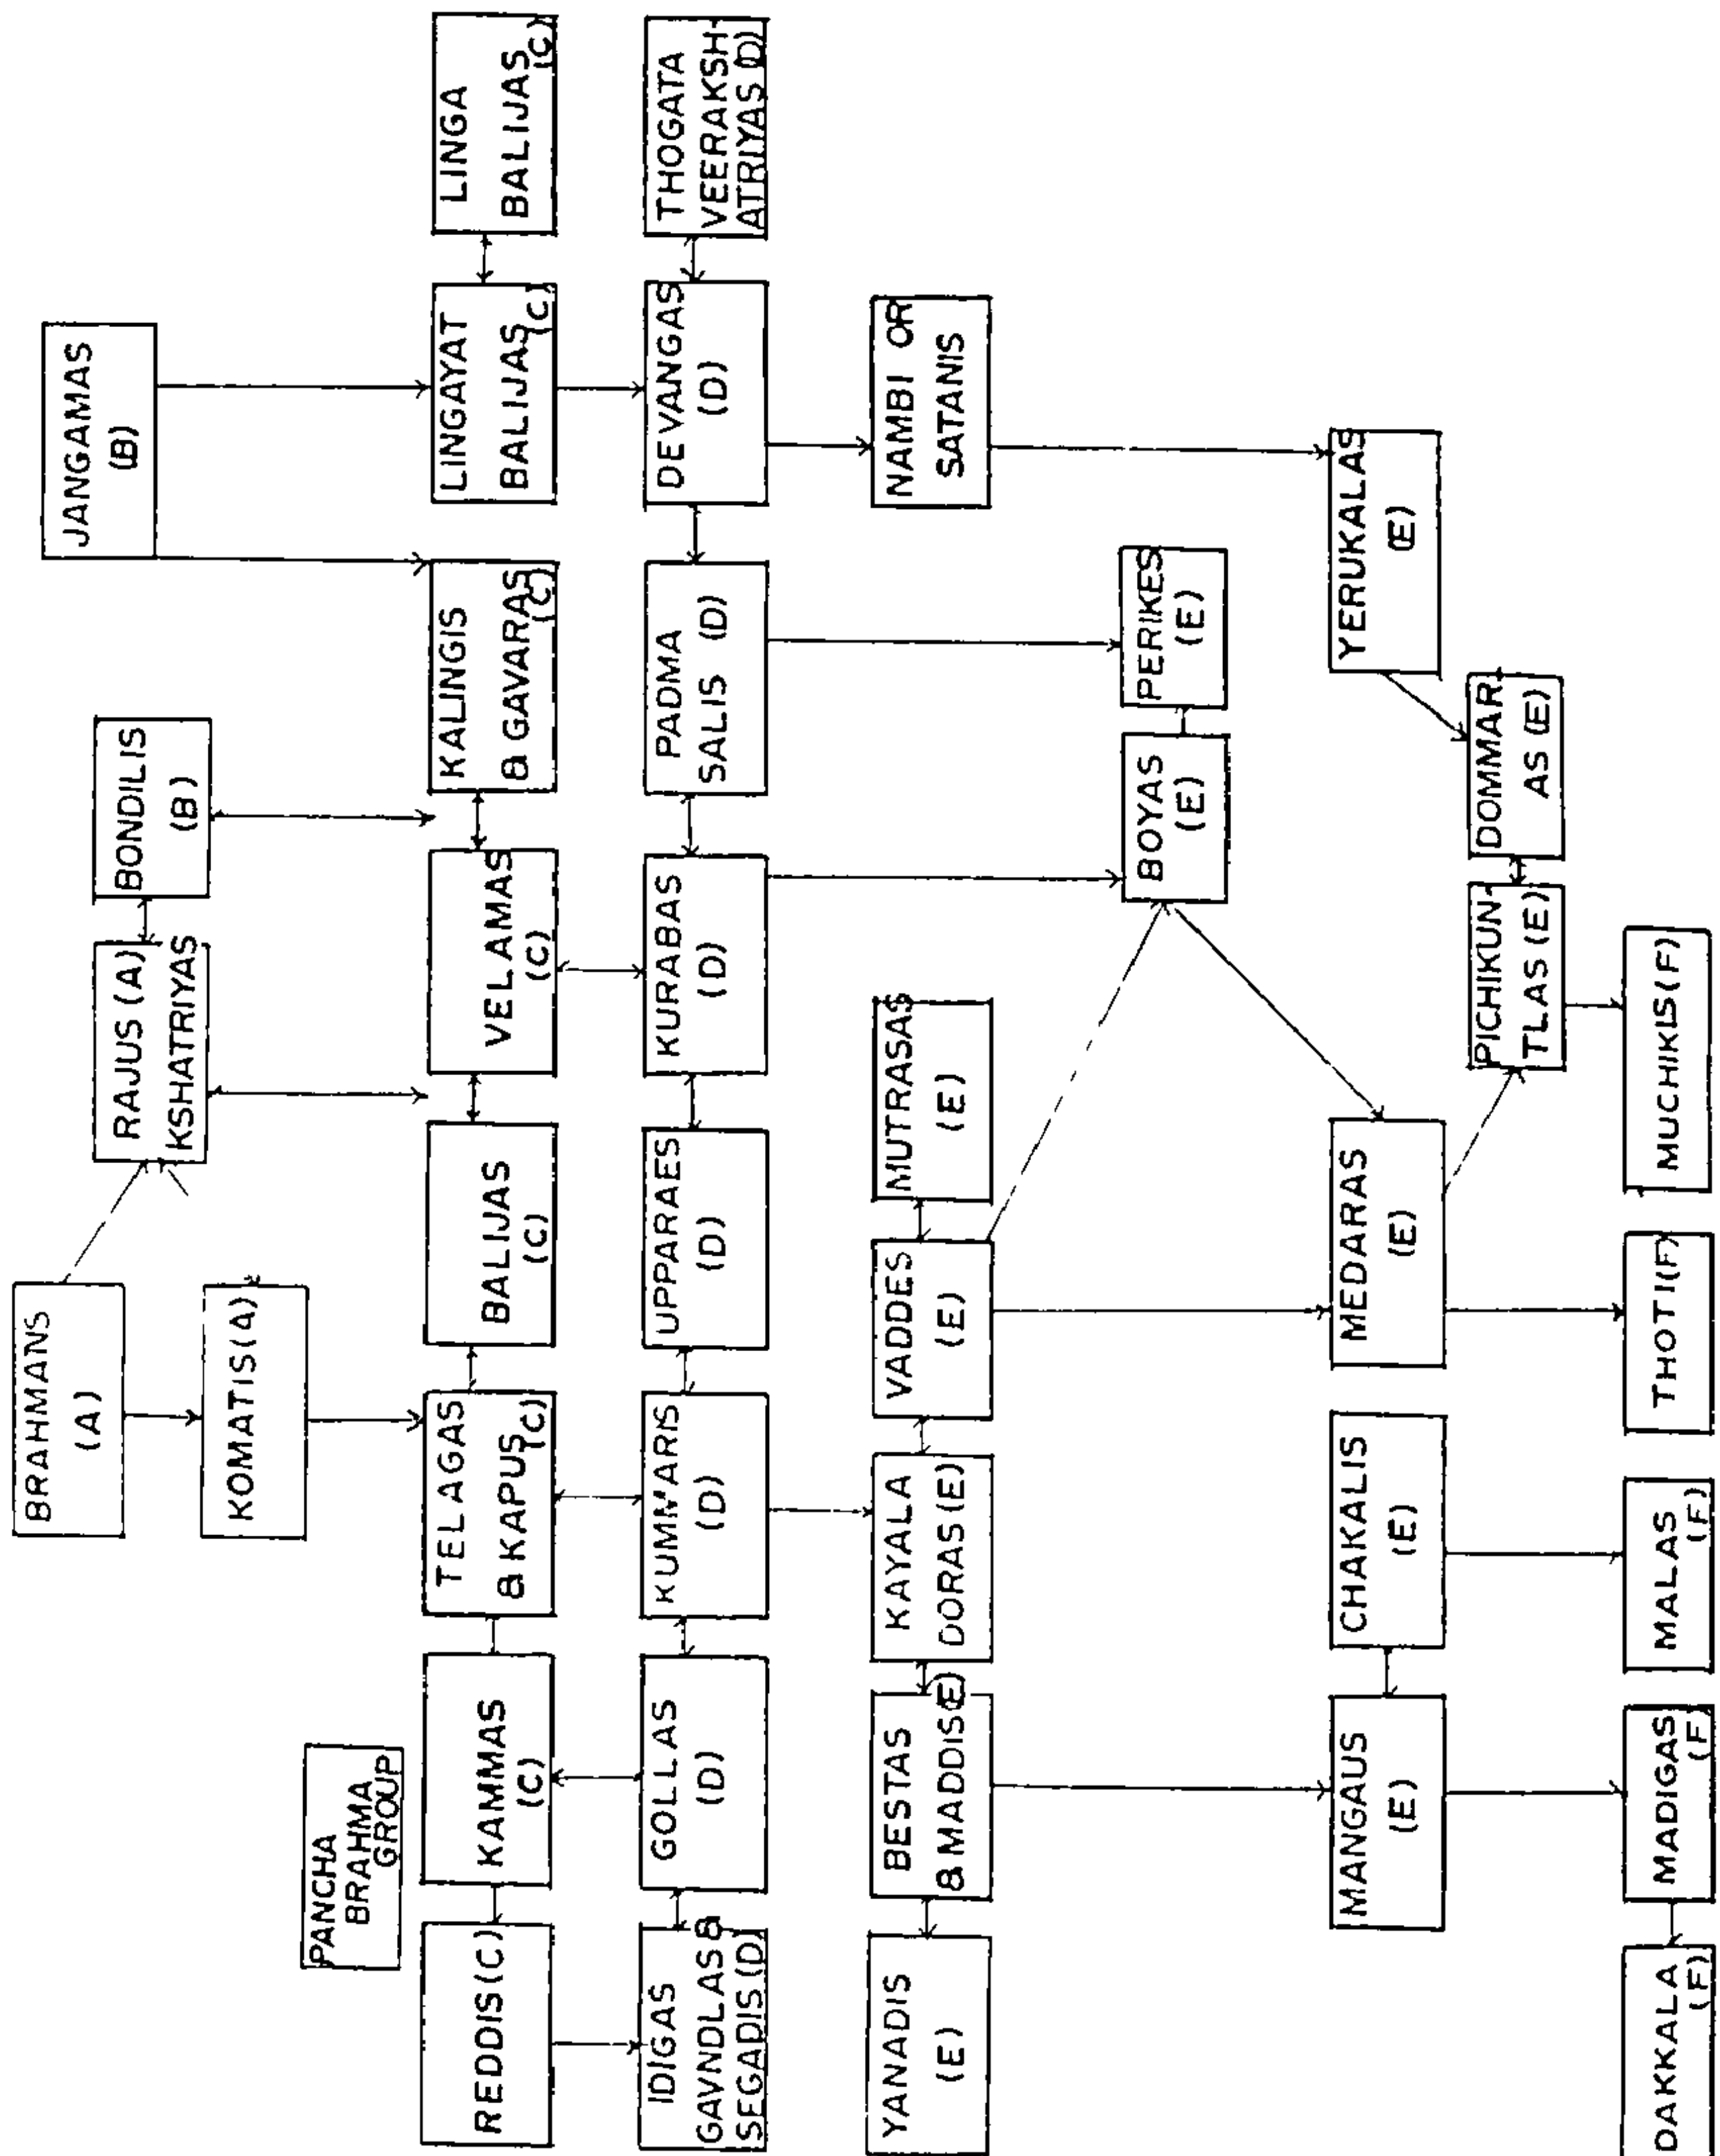 BRAHMANS
(A)
JANGAMAS
(B)
RAJUS (A)
KSHATRIYAS
BONDILIS
(B)
KOMATIS (A)
PANCHA
BRAHMA
GROUP
REDDIS (C)
KAMMAS
(C)
TELAGAS
& KAPUS (C)
BALIJAS
(C)
VELAMAS
(C)
KALINGIS
& GAVARAS (C)
LINGAYAT
BALIJAS (C)
LINGA
BALIJAS (C)
IDIGAS
GAVNDLAS &
SEGADIS (D)
GOLLAS
(D)
KUMMARIS
(D)
UPPARAES
(D)
KURABAS
(D)
PADMA
SALIS (D)
DEVANGAS
(D)
THOGATA
VEERAKSH-
ATRIYAS D)
YANADIS
(E)
BESTAS
& MADDIS (E)
KAYALA
DORAS (E)
VADDES
(E)
MUTRASAS
(E)
NAMBI OR
SATANIS
BOYAS
(E)
PERIKES
(E)
MANGAUS
(E)
CHAKALIS
(E)
MEDARAS
(E)
YERUKALAS
(E)
PICHIKUN-
TLAS (E)
DOMMAR
AS (E)
DAKKALA
(F)
MADIGAS
(F)
MALAS
(F)
THOTI (F)
MUCHIKIS (F)